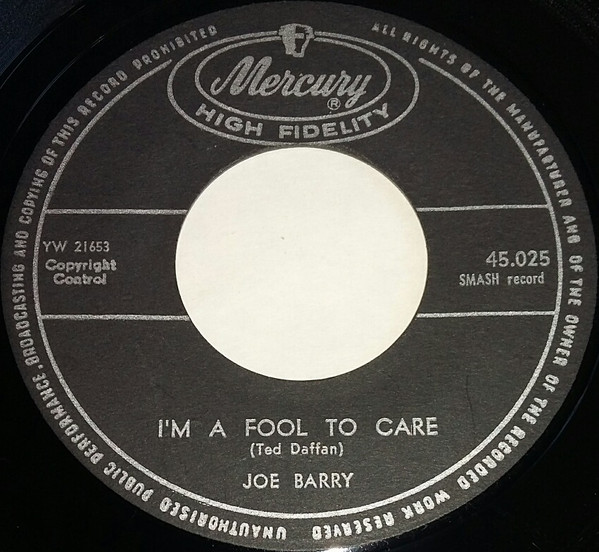 ALL RIGHTS OF THE MANUFACTURER AND OF THE OWNER OF THE RECORDED WORK RESERVED
UNAUTHORISED PUBLIC PERFORMANCE, BROADCASTING AND COPYING OF THIS RECORD PROHIBITED
Mercury ®
HIGH FIDELITY
YW 21653
Copyright
Control
45.025
SMASH record
I'M A FOOL TO CARE
(Ted Daffan)
JOE BARRY